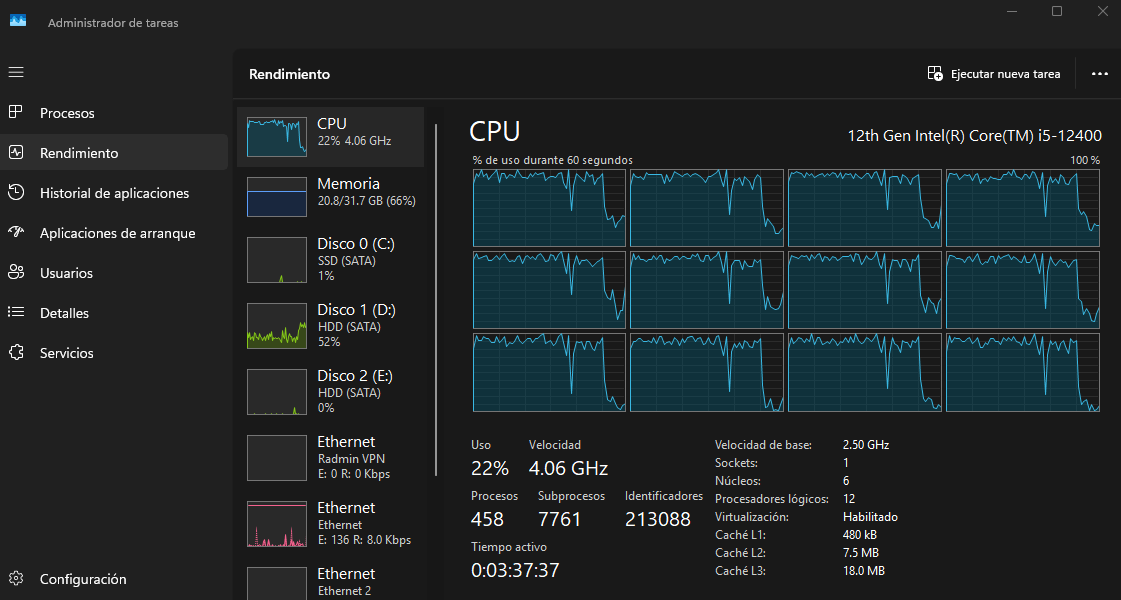 Administrador de tareas
Procesos
Rendimiento
Historial de aplicaciones
Aplicaciones de arranque
Usuarios
Detalles
Servicios
Configuración
Rendimiento
Ejecutar nueva tarea
CPU
22% 4.06 GHz
Memoria
20.8/31.7 GB (66%)
Disco 0 (C:)
SSD (SATA)
1%
Disco 1 (D:)
HDD (SATA)
52%
Disco 2 (E:)
HDD (SATA)
0%
Ethernet
Radmin VPN
E: 0 R: 0 Kbps
Ethernet
Ethernet
E: 136 R: 8.0 Kbps
Ethernet
Ethernet 2
CPU
12th Gen Intel(R) Core(TM) i5-12400
% de uso durante 60 segundos
100 %
Uso
22%
Velocidad
4.06 GHz
Procesos
458
Subprocesos
7761
Identificadores
213088
Tiempo activo
0:03:37:37
Velocidad de base: 2.50 GHz
Sockets: 1
Núcleos: 6
Procesadores lógicos: 12
Virtualización: Habilitado
Caché L1: 480 kB
Caché L2: 7.5 MB
Caché L3: 18.0 MB